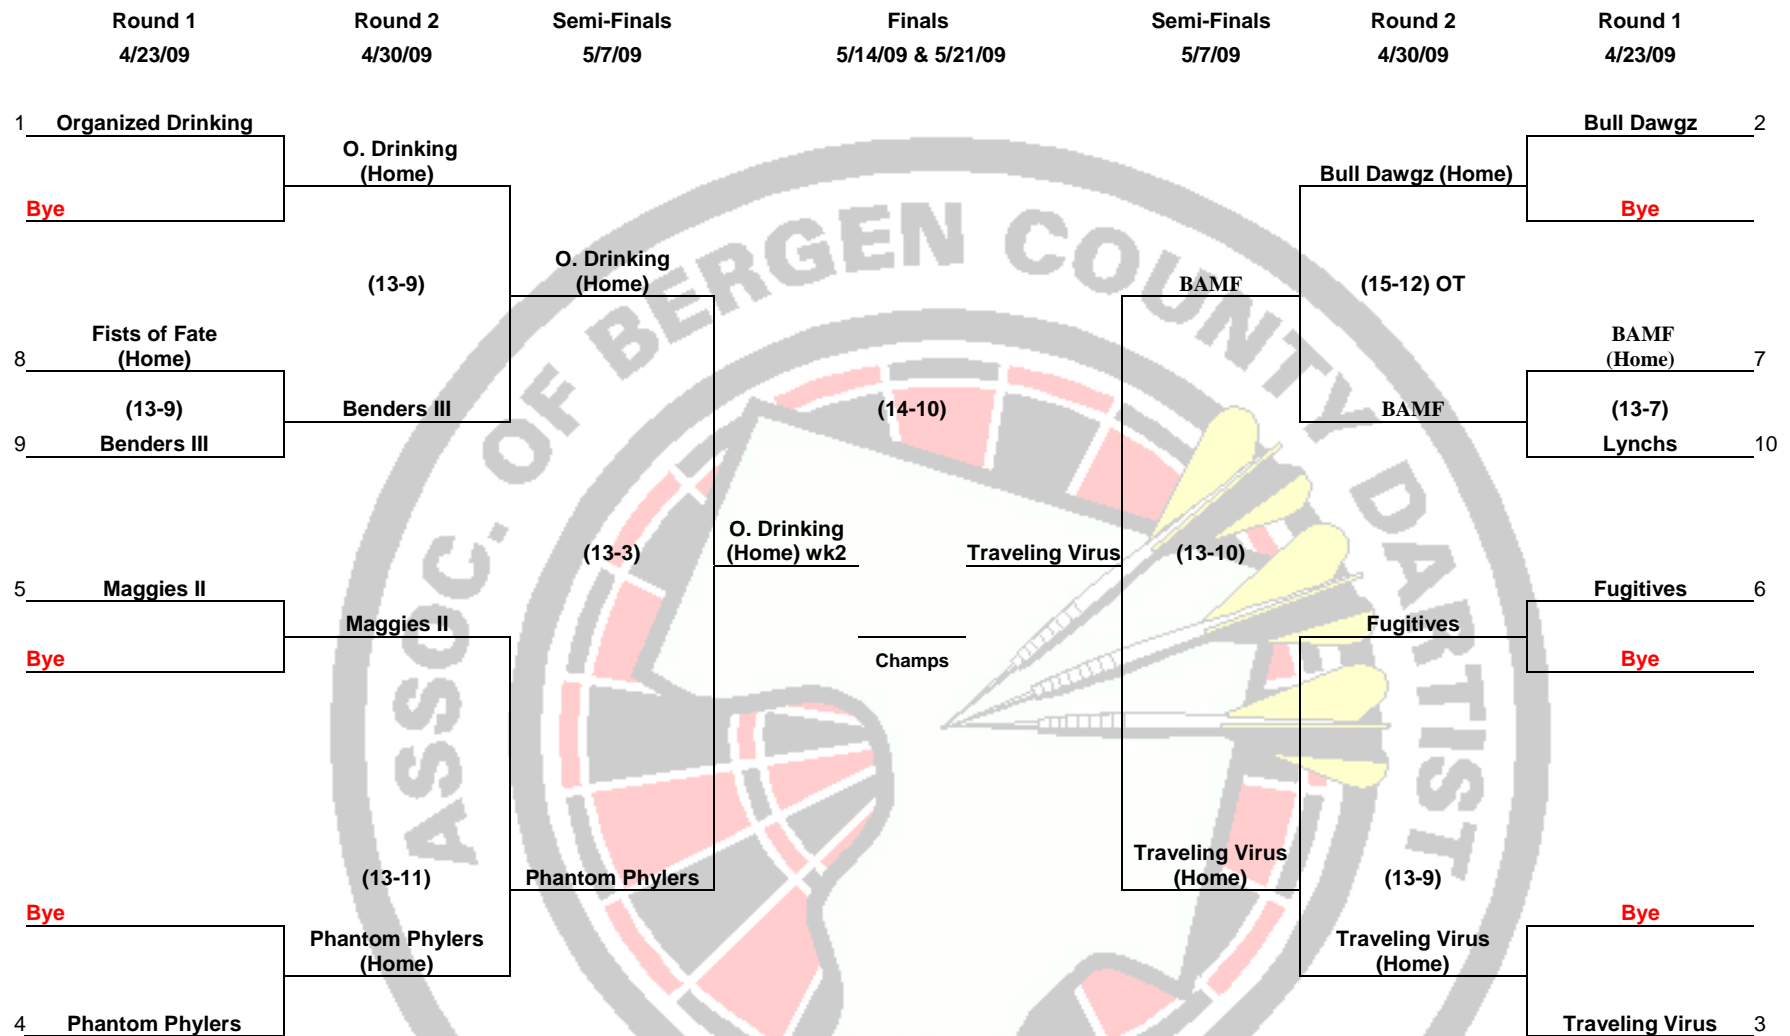 Round 1 Round 2 Semi-Finals Finals Semi-Finals Round 2 Round 1
4/23/09 4/30/09 5/7/09 5/14/09 & 5/21/09 5/7/09 4/30/09 4/23/09
ASSOC. OF BERGEN COUNTY DARTIST
1 Organized Drinking
Bull Dawgz 2
O. Drinking
(Home)
Bull Dawgz (Home)
Bye
Bye
O. Drinking
(Home)
(13-9)
BAMF
(15-12) OT
Fists of Fate
(Home)
8
BAMF
(Home)
7
(13-9)
Benders III
(14-10)
BAMF
(13-7)
9 Benders III
Lynchs 10
O. Drinking
(Home) wk2
(13-3)
Traveling Virus
(13-10)
5 Maggies II
Fugitives 6
Maggies II
Fugitives
Bye
Champs
Bye
(13-11)
Phantom Phylers
Traveling Virus
(Home)
(13-9)
Bye
Bye
Phantom Phylers
(Home)
Traveling Virus
(Home)
4 Phantom Phylers
Traveling Virus 3